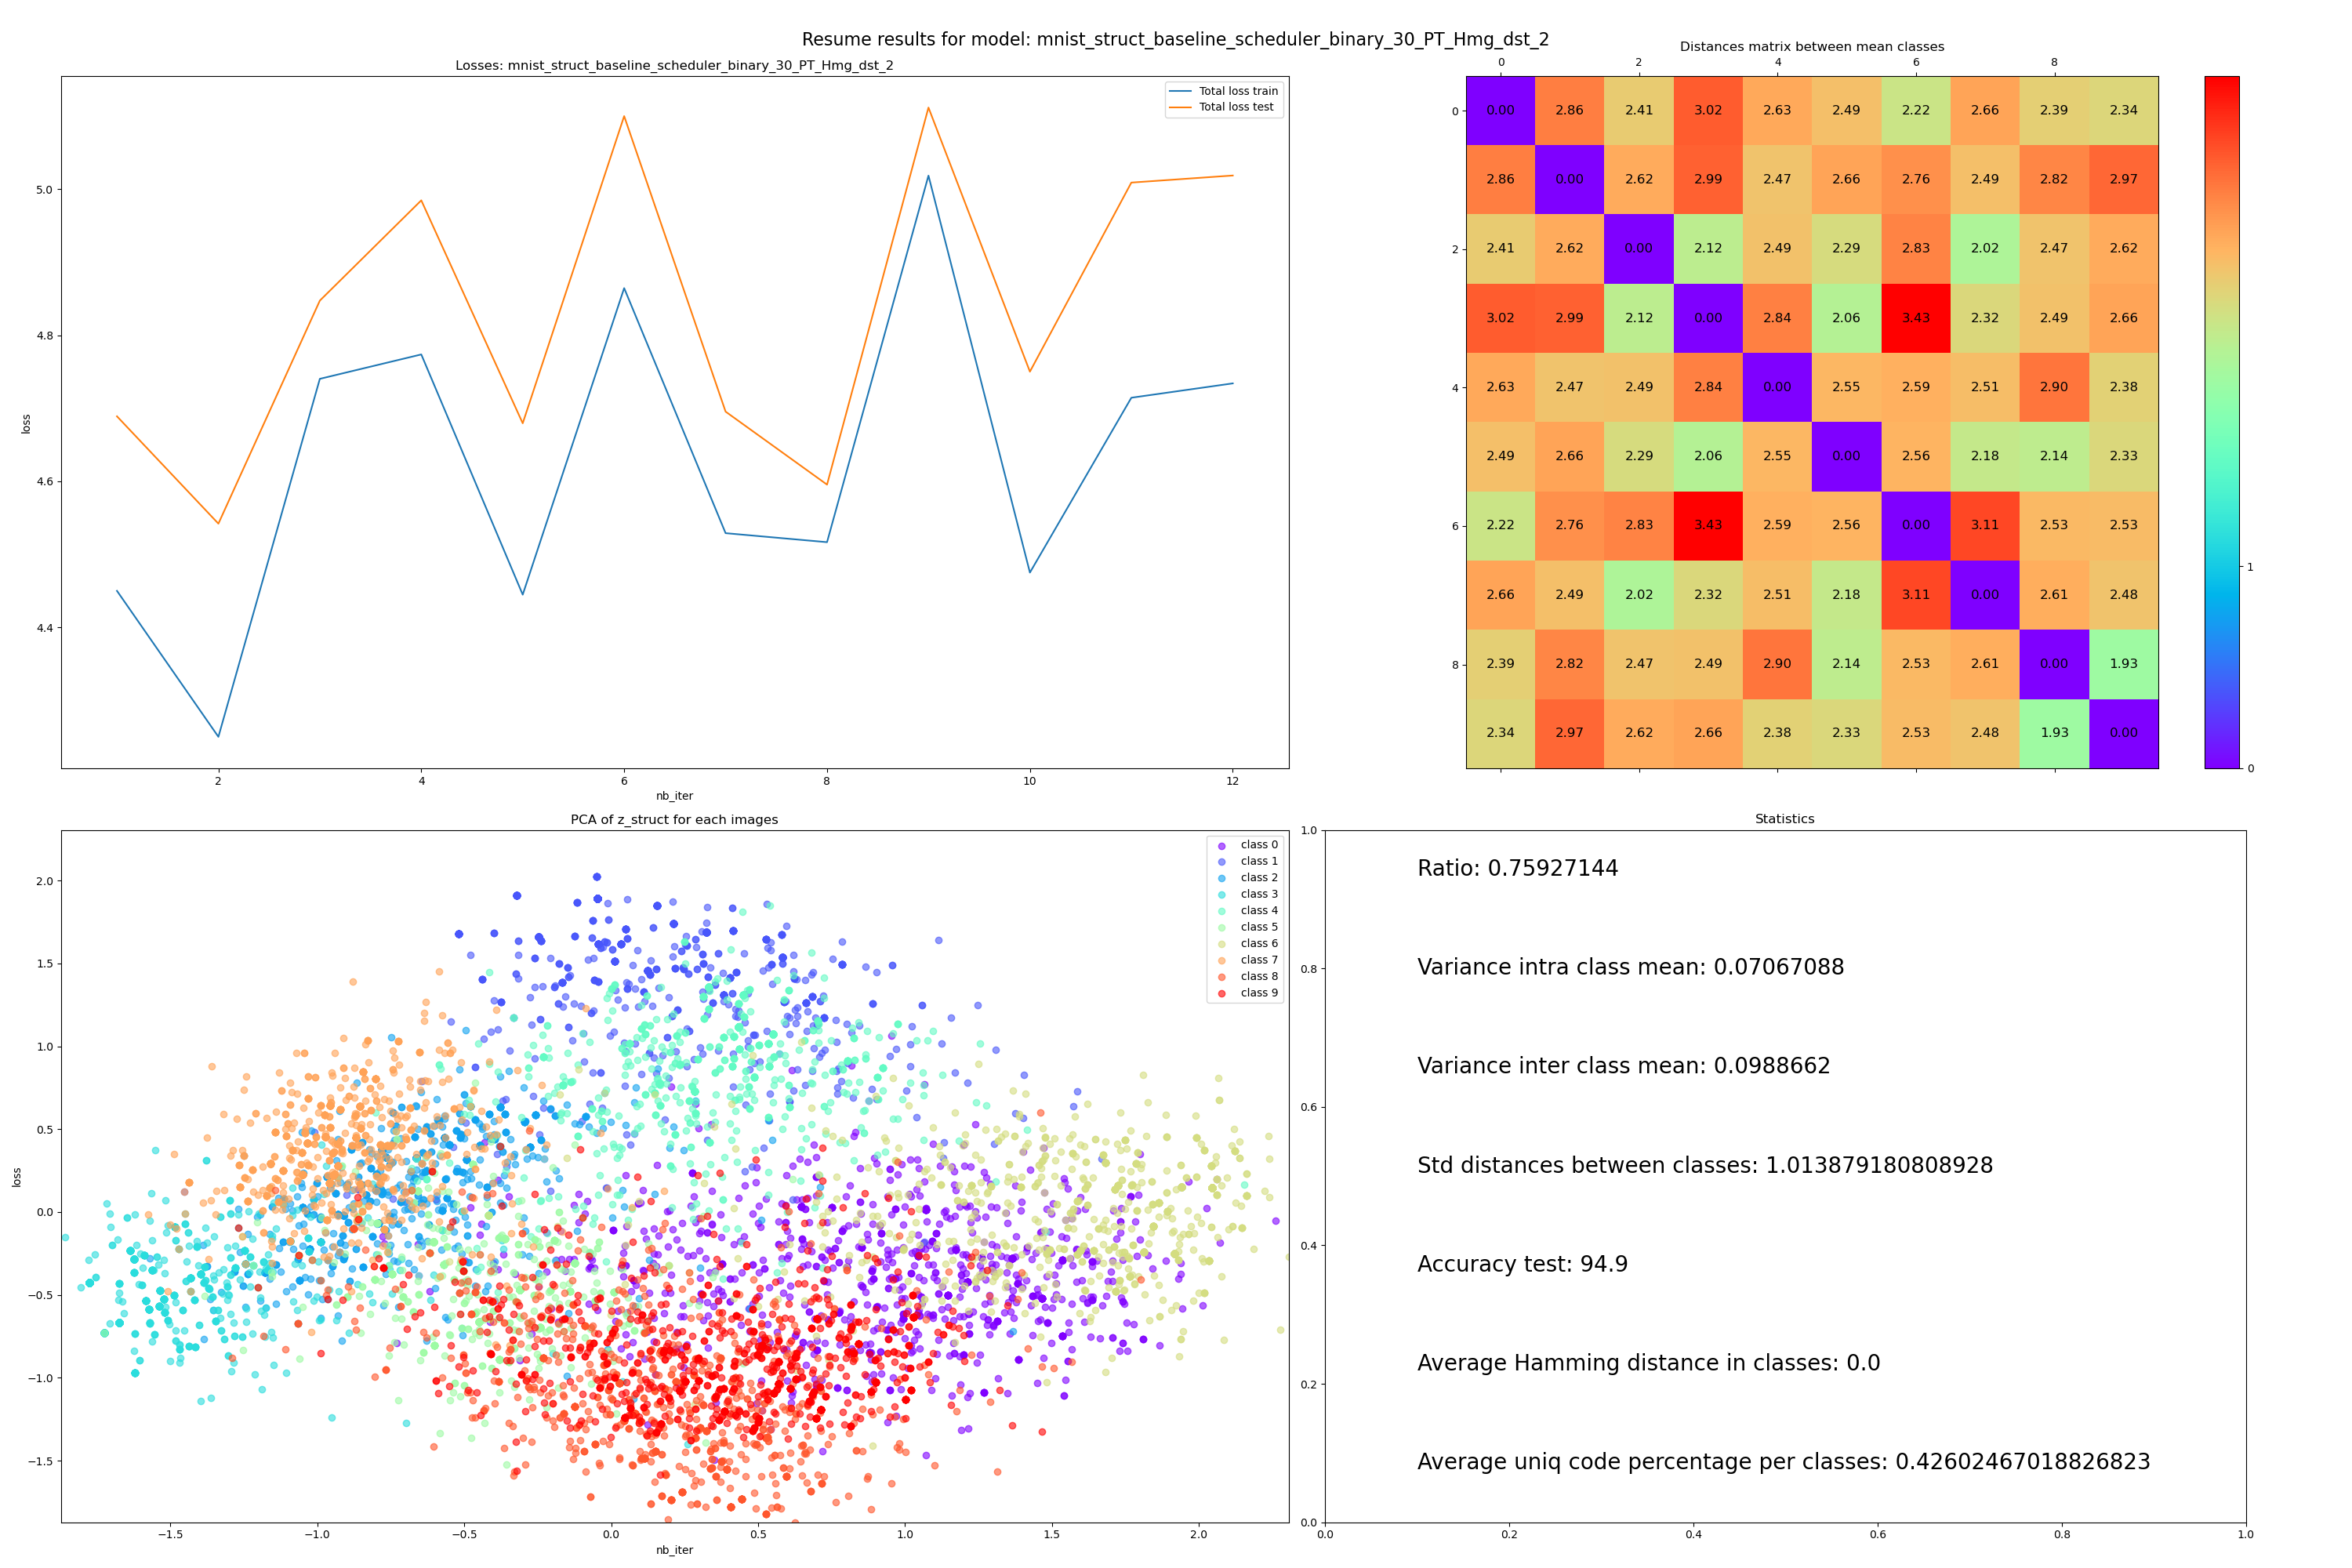 Resume results for model: mnist_struct_baseline_scheduler_binary_30_PT_Hmg_dst_2
Losses: mnist_struct_baseline_scheduler_binary_30_PT_Hmg_dst_2
Total loss train
Total loss test
5.0
4.8
4.6
4.4
loss
2 4 6 8 10 12
nb_iter
Distances matrix between mean classes
0 2 4 6 8
0 0.00 2.86 2.41 3.02 2.63 2.49 2.22 2.66 2.39 2.34
2.86 0.00 2.62 2.99 2.47 2.66 2.76 2.49 2.82 2.97
2 2.41 2.62 0.00 2.12 2.49 2.29 2.83 2.02 2.47 2.62
3.02 2.99 2.12 0.00 2.84 2.06 3.43 2.32 2.49 2.66
4 2.63 2.47 2.49 2.84 0.00 2.55 2.59 2.51 2.90 2.38
2.49 2.66 2.29 2.06 2.55 0.00 2.56 2.18 2.14 2.33
6 2.22 2.76 2.83 3.43 2.59 2.56 0.00 3.11 2.53 2.53
2.66 2.49 2.02 2.32 2.51 2.18 3.11 0.00 2.61 2.48
8 2.39 2.82 2.47 2.49 2.90 2.14 2.53 2.61 0.00 1.93
2.34 2.97 2.62 2.66 2.38 2.33 2.53 2.48 1.93 0.00
1
0
PCA of z_struct for each images
class 0
class 1
class 2
class 3
class 4
class 5
class 6
class 7
class 8
class 9
2.0
1.5
1.0
0.5
0.0
−0.5
−1.0
−1.5
loss
−1.5 −1.0 −0.5 0.0 0.5 1.0 1.5 2.0
nb_iter
Statistics
1.0
0.8
0.6
0.4
0.2
0.0
Ratio: 0.75927144
Variance intra class mean: 0.07067088
Variance inter class mean: 0.0988662
Std distances between classes: 1.013879180808928
Accuracy test: 94.9
Average Hamming distance in classes: 0.0
Average uniq code percentage per classes: 0.42602467018826823
0.0 0.2 0.4 0.6 0.8 1.0